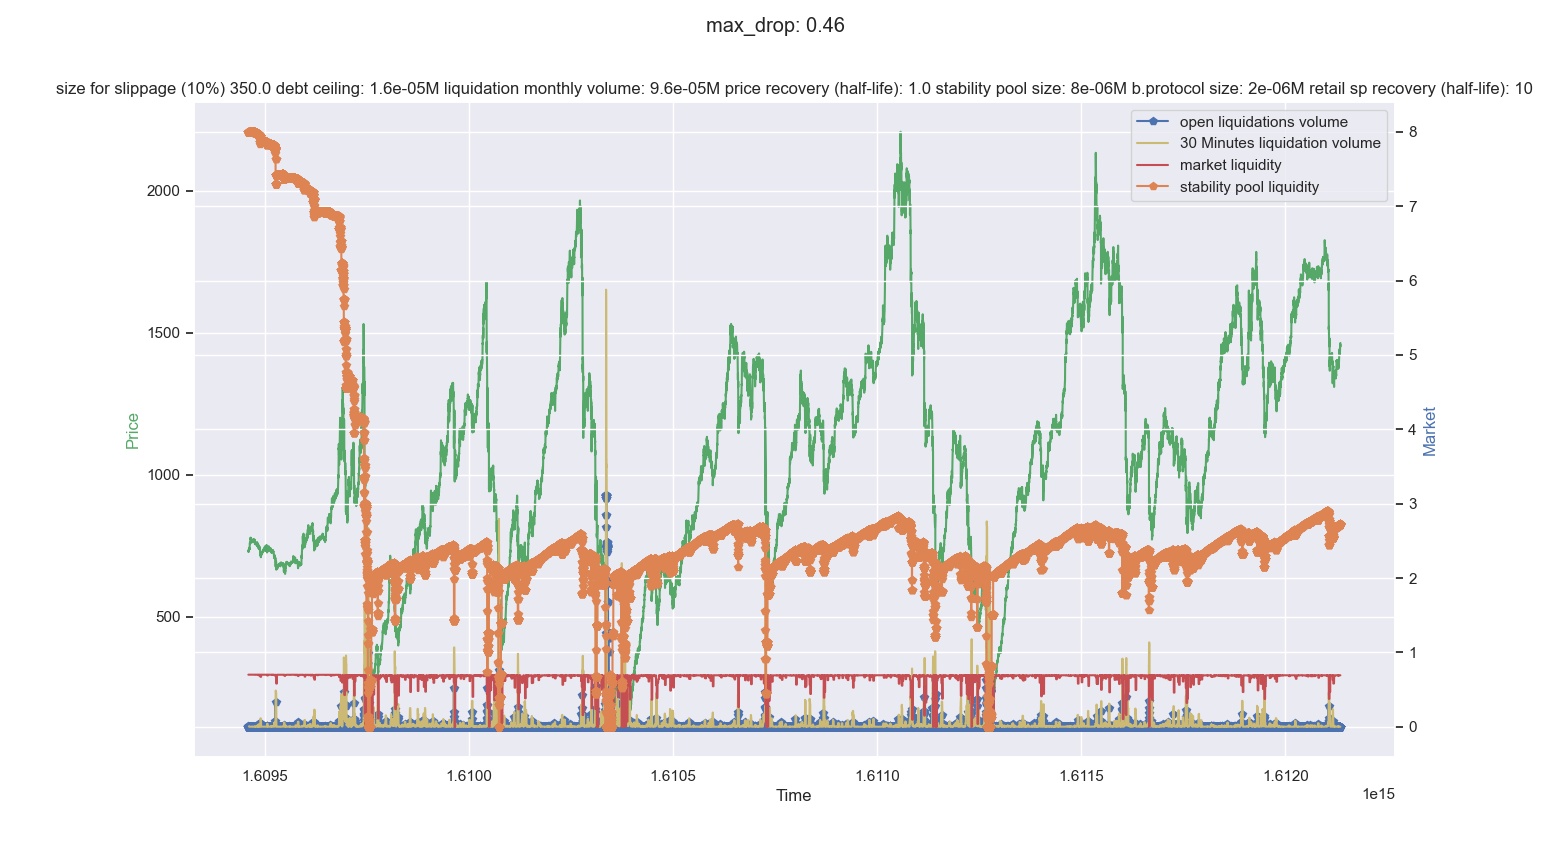 max_drop: 0.46
size for slippage (10%) 350.0 debt ceiling: 1.6e-05M liquidation monthly volume: 9.6e-05M price recovery (half-life): 1.0 stability pool size: 8e-06M b.protocol size: 2e-06M retail sp recovery (half-life): 10
open liquidations volume
30 Minutes liquidation volume
market liquidity
stability pool liquidity
2000
1500
1000
500
Price
8
7
6
5
4
3
2
1
0
Market
1.6095
1.6100
1.6105
1.6110
1.6115
1.6120
Time
1e15